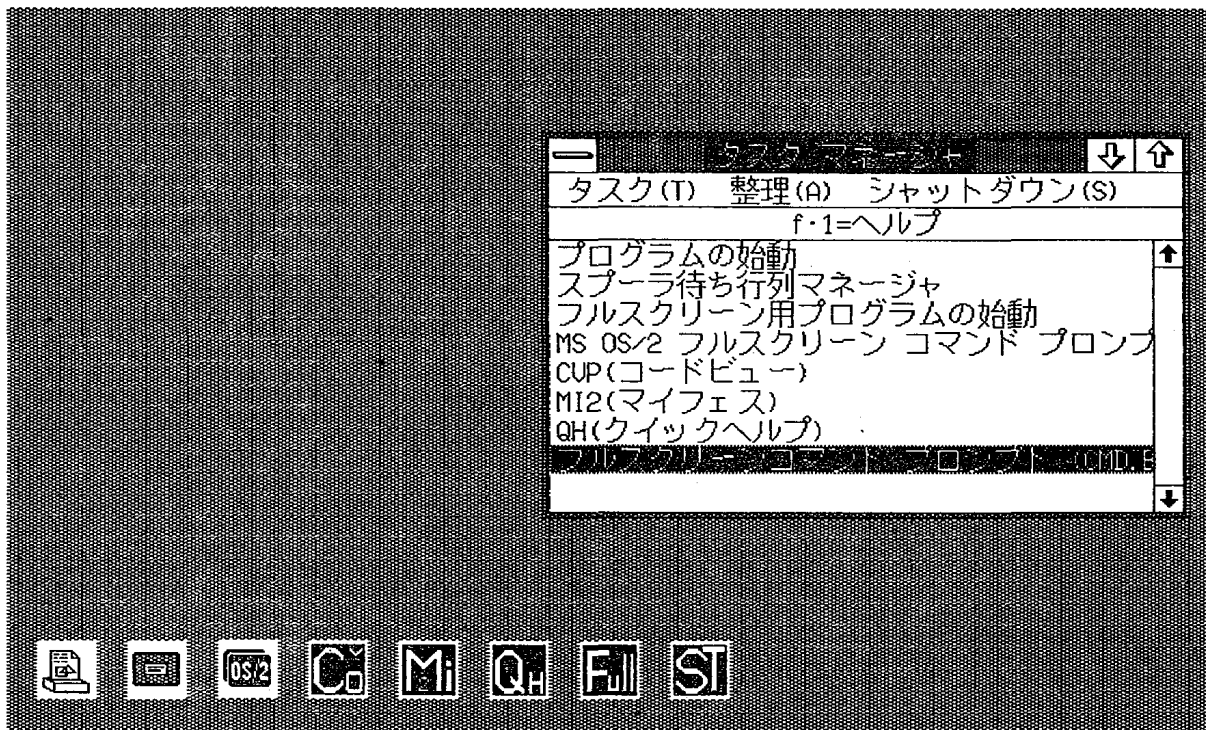 タスク マネージャ
タスク(T) 整理(A) シャットダウン(S)
f･1=ヘルプ
プログラムの始動
スプーラ待ち行列マネージャ
フルスクリーン用プログラムの始動
MS OS/2 フルスクリーン コマンド プロンプ
CVP(コードビュー)
MI2(マイフェス)
QH(クイックヘルプ)
OS/2
Co
Mi
QH
Full
ST